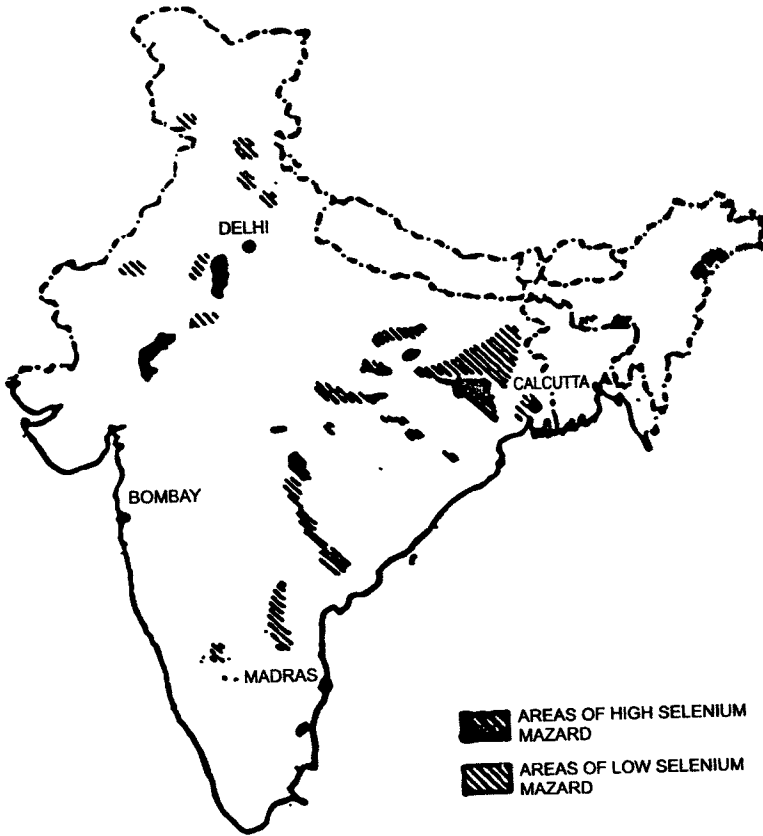 DELHI
CALCUTTA
BOMBAY
MADRAS
AREAS OF HIGH SELENIUM
MAZARD
AREAS OF LOW SELENIUM
MAZARD